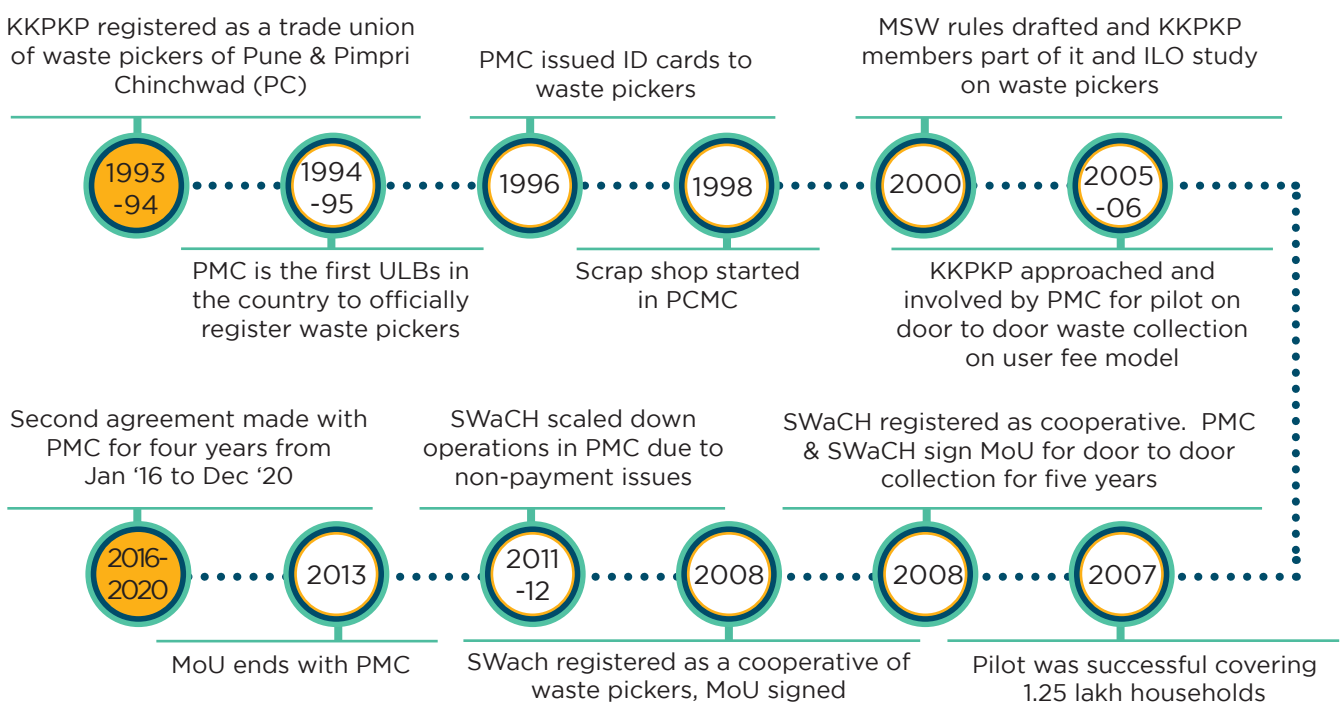 KKPKP registered as a trade union
of waste pickers of Pune & Pimpri
Chinchwad (PC)
1993
-94
1994
-95
PMC is the first ULBs in
the country to officially
register waste pickers
PMC issued ID cards to
waste pickers
1996
1998
Scrap shop started
in PCMC
MSW rules drafted and KKPKP
members part of it and ILO study
on waste pickers
2000
2005
-06
KKPKP approached and
involved by PMC for pilot on
door to door waste collection
on user fee model
2007
Pilot was successful covering
1.25 lakh households
SWaCH registered as cooperative. PMC
& SWaCH sign MoU for door to door
collection for five years
2008
2008
SWach registered as a cooperative of
waste pickers, MoU signed
SWaCH scaled down
operations in PMC due to
non-payment issues
2011
-12
2013
MoU ends with PMC
Second agreement made with
PMC for four years from
Jan ‘16 to Dec ‘20
2016-
2020